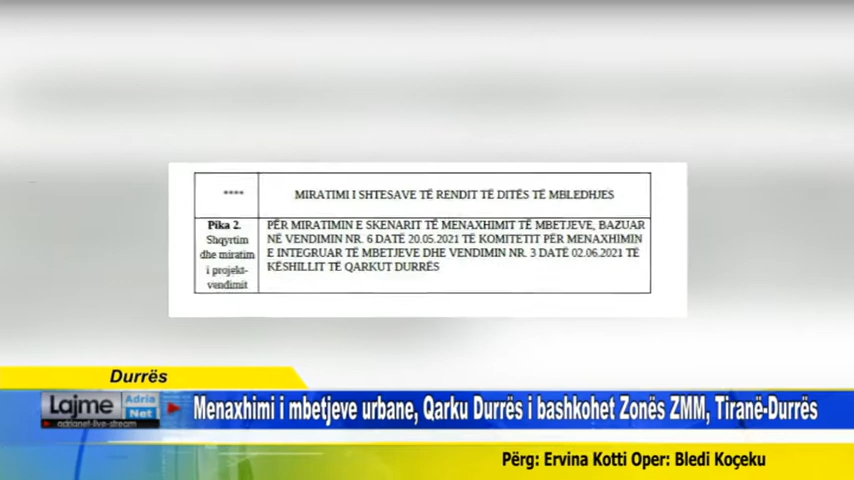 **** MIRATIMI I SHTESAVE TË RENDIT TË DITËS TË MBLEDHJES
Pika 2.
Shqyrtim
dhe miratim
i projekt-
vendimit
PËR MIRATIMIN E SKENARIT TË MENAXHIMIT TË MBETJEVE, BAZUAR
NË VENDIMIN NR. 6 DATË 20.05.2021 TË KOMITETIT PËR MENAXHIMIN
E INTEGRUAR TË MBETJEVE DHE VENDIMIN NR. 3 DATË 02.06.2021 TË
KËSHILLIT TË QARKUT DURRËS
Durrës
Lajme Adria Net
adrianet-live-stream
Menaxhimi i mbetjeve urbane, Qarku Durrës i bashkohet Zonës ZMM, Tiranë-Durrës
Përg: Ervina Kotti Oper: Bledi Koçeku